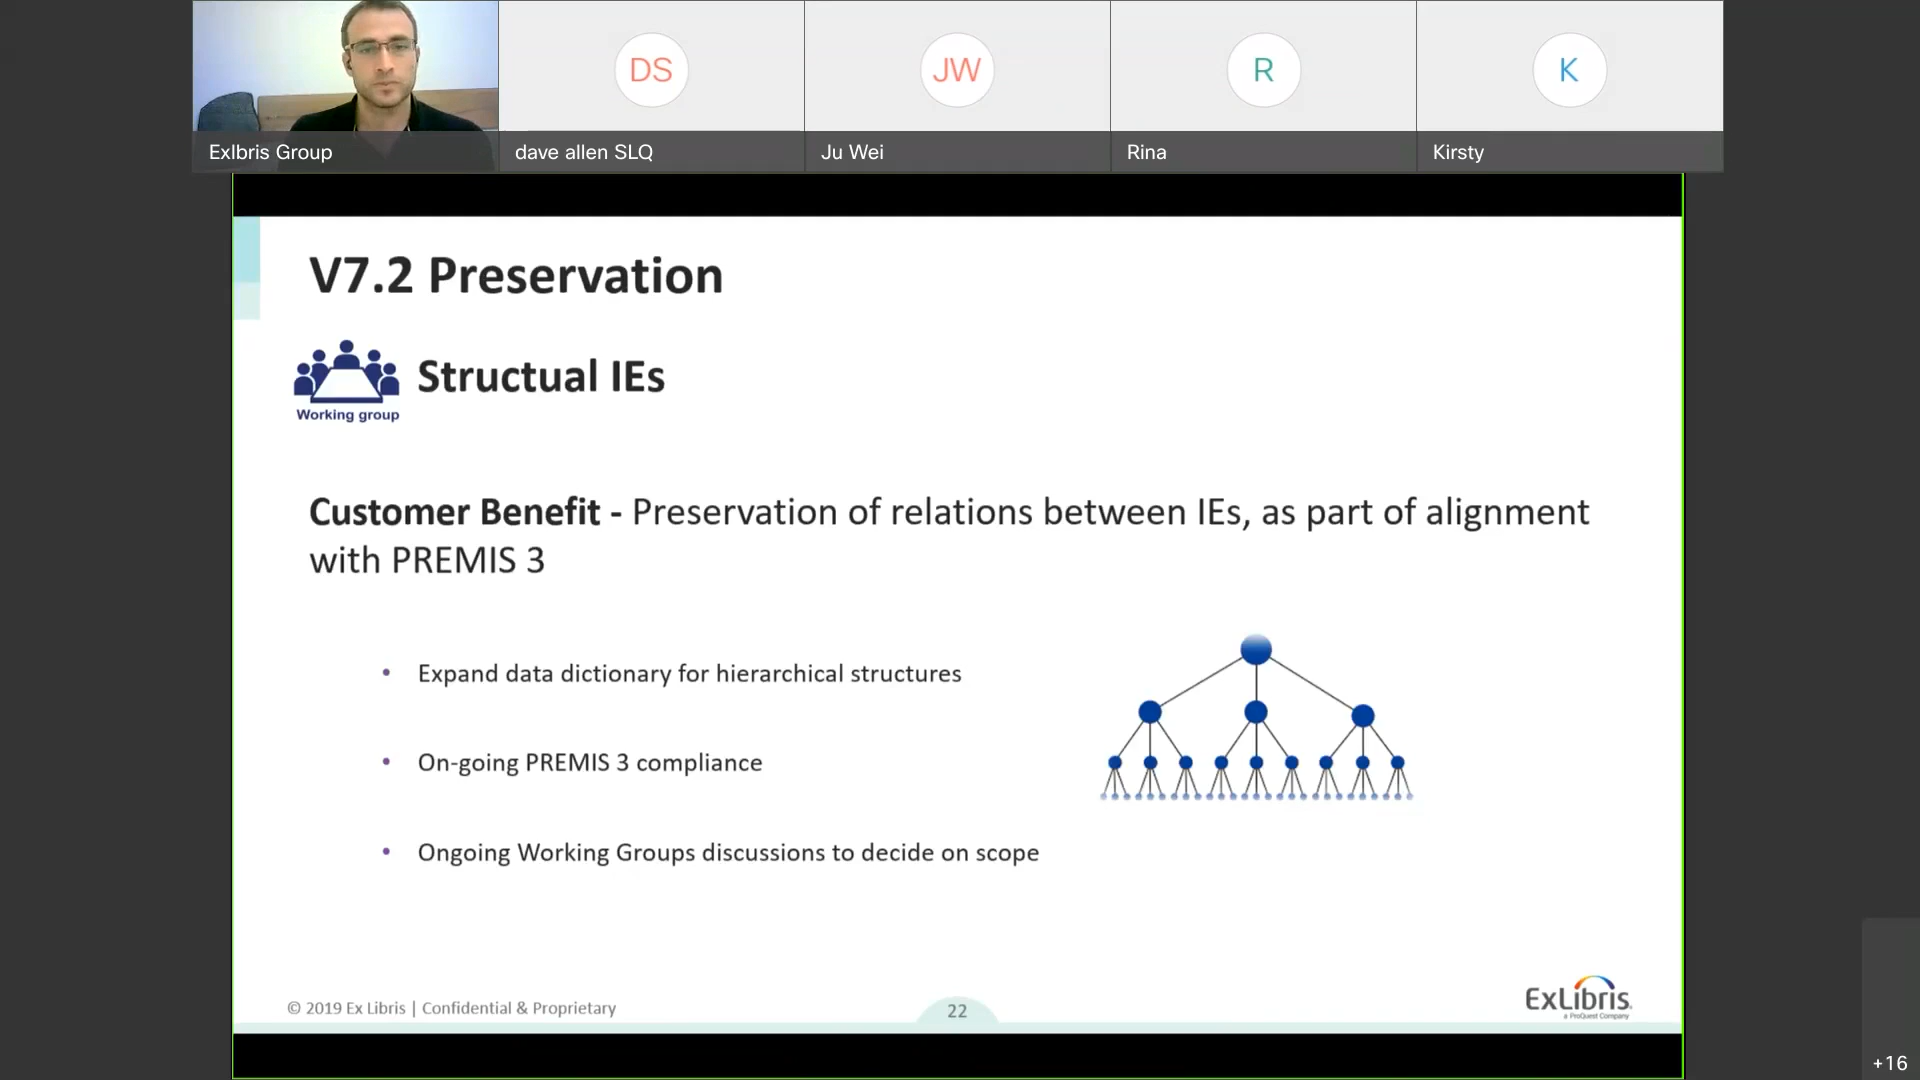 DS
JW
R
K
Exlbris Group
dave allen SLQ
Ju Wei
Rina
Kirsty
V7.2 Preservation
Structual IEs
Working group
Customer Benefit - Preservation of relations between IEs, as part of alignment
with PREMIS 3
• Expand data dictionary for hierarchical structures
• On-going PREMIS 3 compliance
• Ongoing Working Groups discussions to decide on scope
© 2019 Ex Libris | Confidential & Proprietary
22
ExLibris
a ProQuest Company
+16